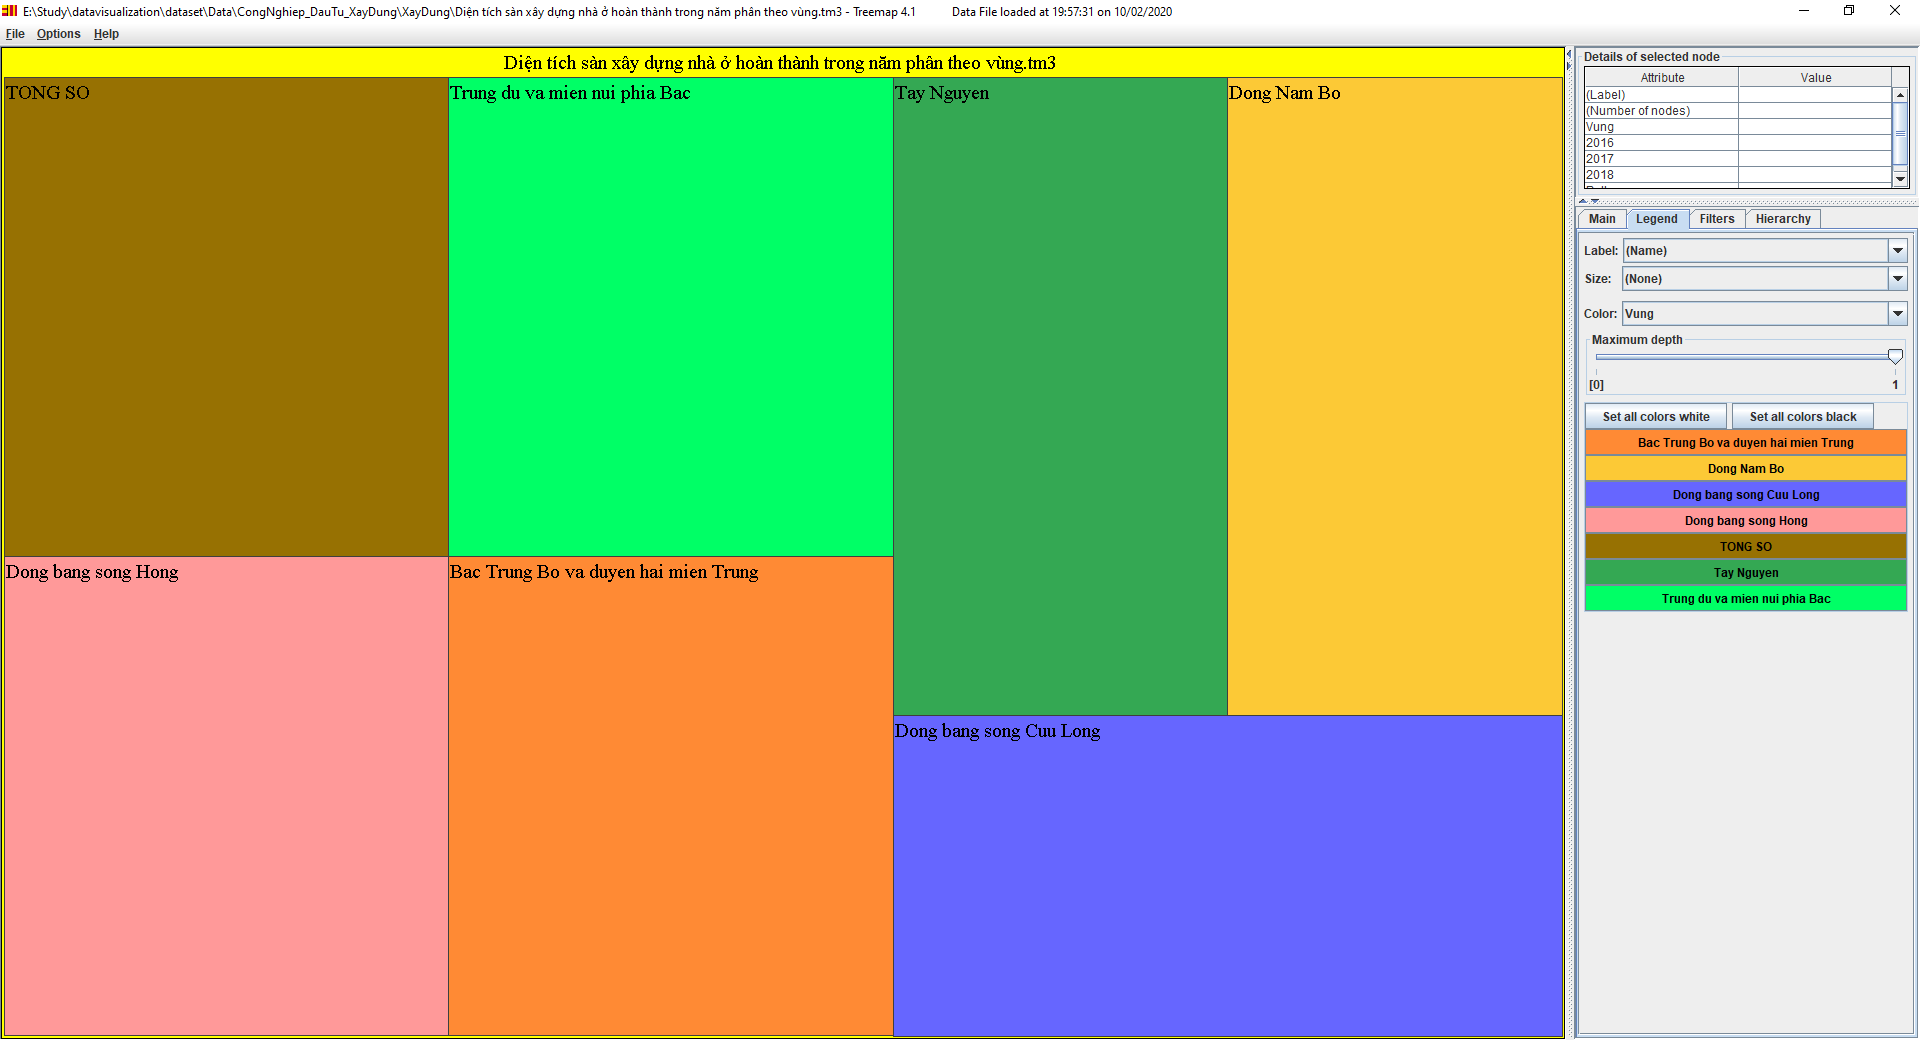 E:\Study\datavisualization\dataset\Data\CongNghiep_DauTu_XayDung\XayDung\Diện tích sàn xây dựng nhà ở hoàn thành trong năm phân theo vùng.tm3 - Treemap 4.1 Data File loaded at 19:57:31 on 10/02/2020
File Options Help
Diện tích sàn xây dựng nhà ở hoàn thành trong năm phân theo vùng.tm3
TONG SO
Trung du va mien nui phia Bac
Tay Nguyen
Dong Nam Bo
Dong bang song Hong
Bac Trung Bo va duyen hai mien Trung
Dong bang song Cuu Long
Details of selected node
Attribute Value
(Label)
(Number of nodes)
Vung
2016
2017
2018
Main Legend Filters Hierarchy
Label: (Name)
Size: (None)
Color: Vung
Maximum depth
[0] 1
Set all colors white Set all colors black
Bac Trung Bo va duyen hai mien Trung
Dong Nam Bo
Dong bang song Cuu Long
Dong bang song Hong
TONG SO
Tay Nguyen
Trung du va mien nui phia Bac